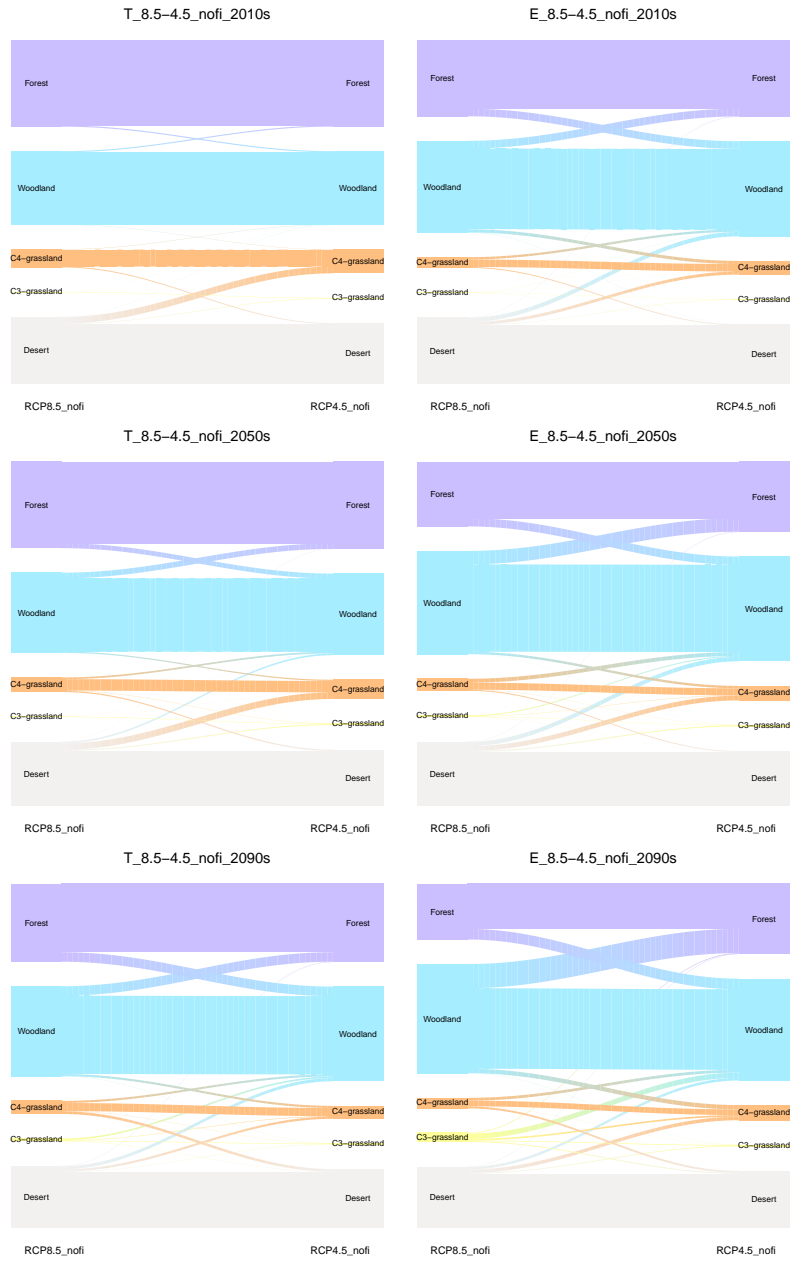 T_8.5−4.5_nofi_2010s
Forest
Forest
Woodland
Woodland
C4−grassland
C4−grassland
C3−grassland
C3−grassland
Desert
Desert
RCP8.5_nofi
RCP4.5_nofi
E_8.5−4.5_nofi_2010s
Forest
Forest
Woodland
Woodland
C4−grassland
C4−grassland
C3−grassland
C3−grassland
Desert
Desert
RCP8.5_nofi
RCP4.5_nofi
T_8.5−4.5_nofi_2050s
Forest
Forest
Woodland
Woodland
C4−grassland
C4−grassland
C3−grassland
C3−grassland
Desert
Desert
RCP8.5_nofi
RCP4.5_nofi
E_8.5−4.5_nofi_2050s
Forest
Forest
Woodland
Woodland
C4−grassland
C4−grassland
C3−grassland
C3−grassland
Desert
Desert
RCP8.5_nofi
RCP4.5_nofi
T_8.5−4.5_nofi_2090s
Forest
Forest
Woodland
Woodland
C4−grassland
C4−grassland
C3−grassland
C3−grassland
Desert
Desert
RCP8.5_nofi
RCP4.5_nofi
E_8.5−4.5_nofi_2090s
Forest
Forest
Woodland
Woodland
C4−grassland
C4−grassland
C3−grassland
C3−grassland
Desert
Desert
RCP8.5_nofi
RCP4.5_nofi